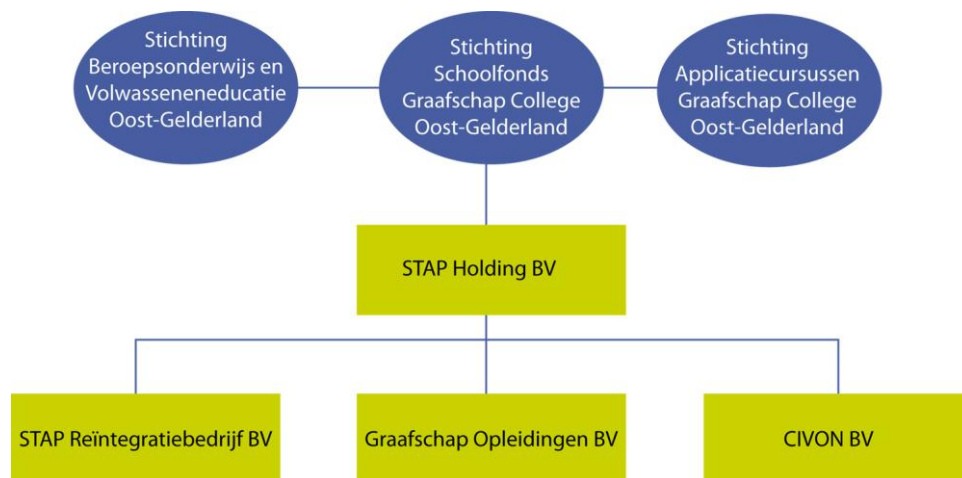 Stichting
Beroepsonderwijs en
Volwasseneneducatie
Oost-Gelderland
Stichting
Schoolfonds
Graafschap College
Oost-Gelderland
Stichting
Applicatiecursussen
Graafschap College
Oost-Gelderland
STAP Holding BV
STAP Reïntegratiebedrijf BV
Graafschap Opleidingen BV
CIVON BV